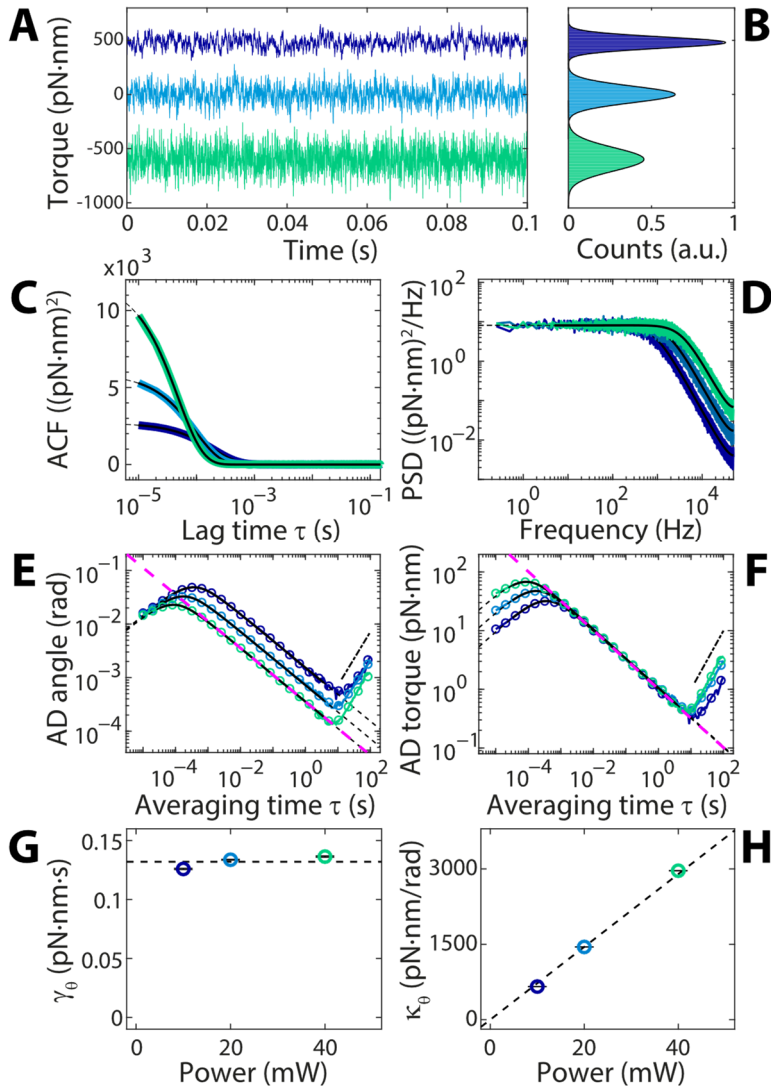 A
Torque (pN·nm)
500
0
-500
-1000
0 0.02 0.04 0.06 0.08 0.1
Time (s)
B
0 0.5 1
Counts (a.u.)
C
×10³
ACF ((pN·nm)²)
10
5
0
10⁻⁵ 10⁻³ 10⁻¹
Lag time τ (s)
D
PSD ((pN·nm)²/Hz)
10²
10⁰
10⁻²
10⁰ 10² 10⁴
Frequency (Hz)
E
AD angle (rad)
10⁻¹
10⁻²
10⁻³
10⁻⁴
10⁻⁴ 10⁻² 10⁰ 10²
Averaging time τ (s)
F
AD torque (pN·nm)
10²
10¹
10⁰
10⁻¹
10⁻⁴ 10⁻² 10⁰ 10²
Averaging time τ (s)
G
γθ (pN·nm·s)
0.15
0.1
0.05
0
0 20 40
Power (mW)
H
κθ (pN·nm/rad)
3000
1500
0
0 20 40
Power (mW)